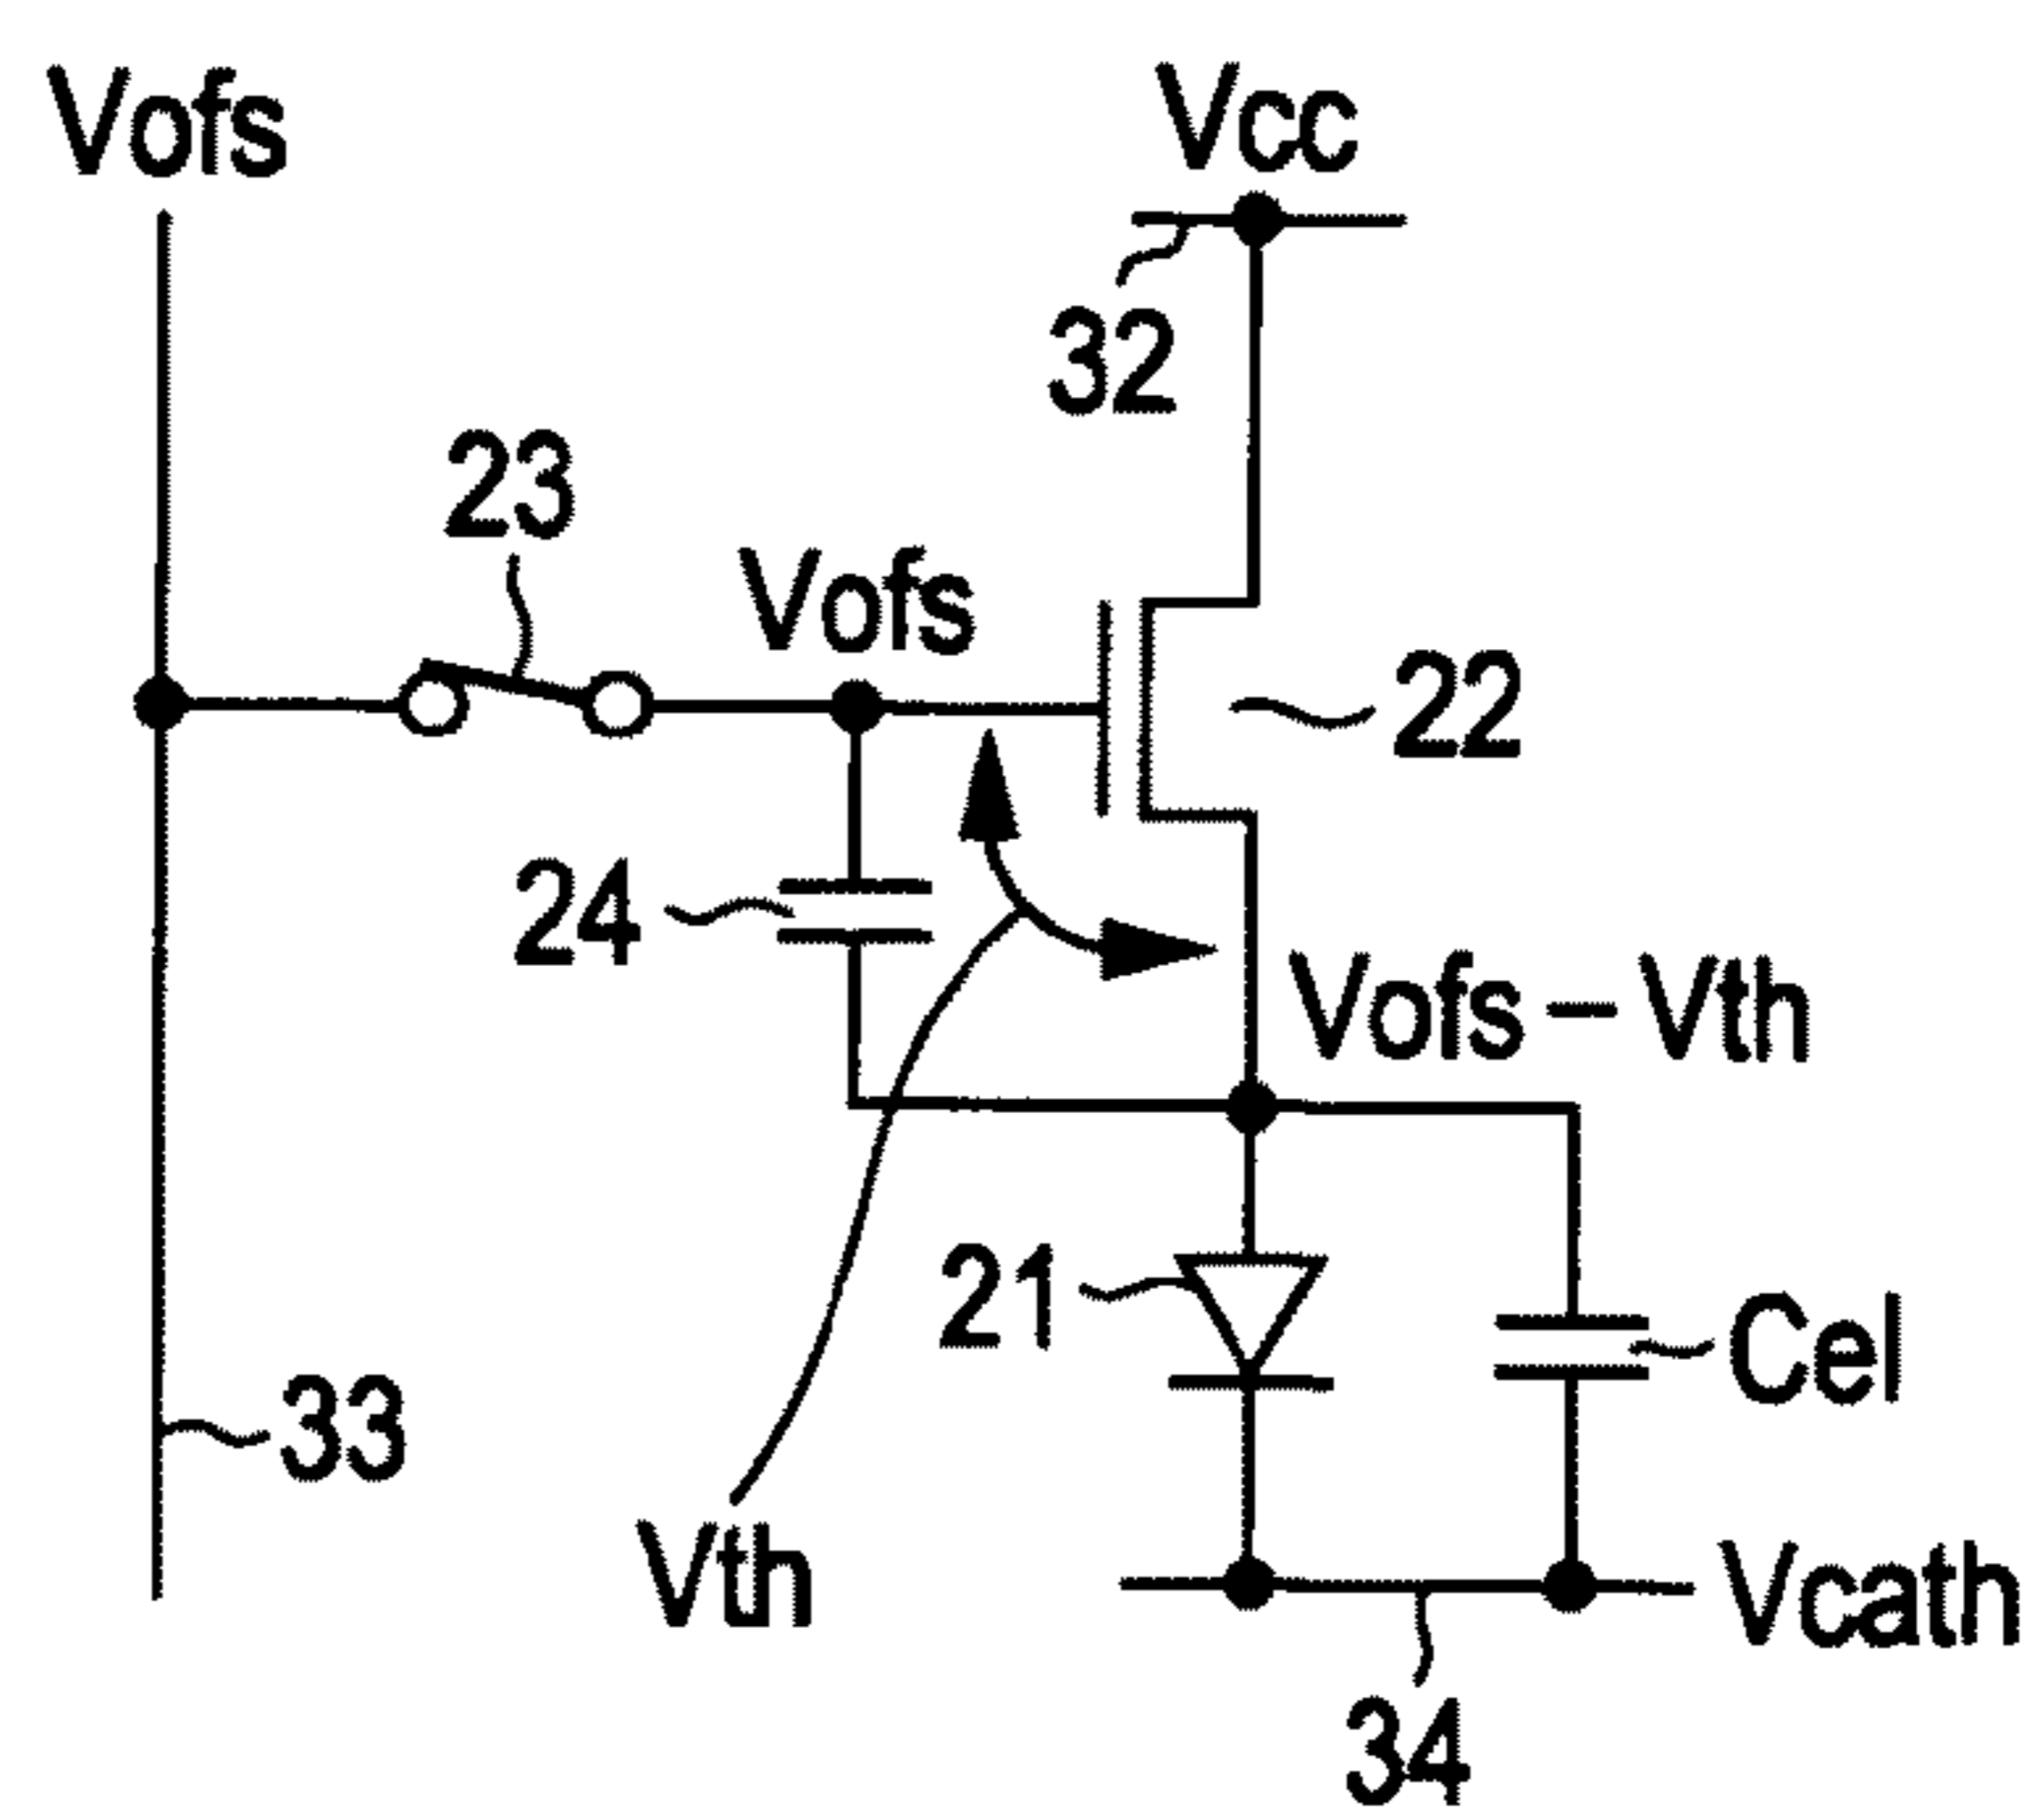 Vofs
Vcc
32
23
Vofs
22
24
Vofs – Vth
21
Cel
33
Vth
Vcath
34